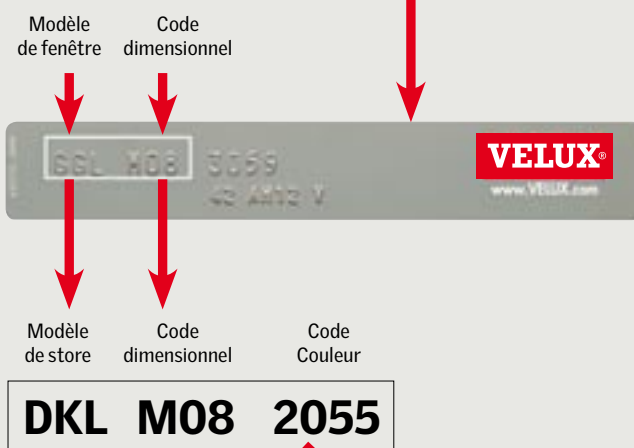 Modèle
de fenêtre
Code
dimensionnel
GGL M08 3059
VELUX®
www.VELUX.com
Modèle
de store
Code
dimensionnel
Code
Couleur
DKL M08 2055